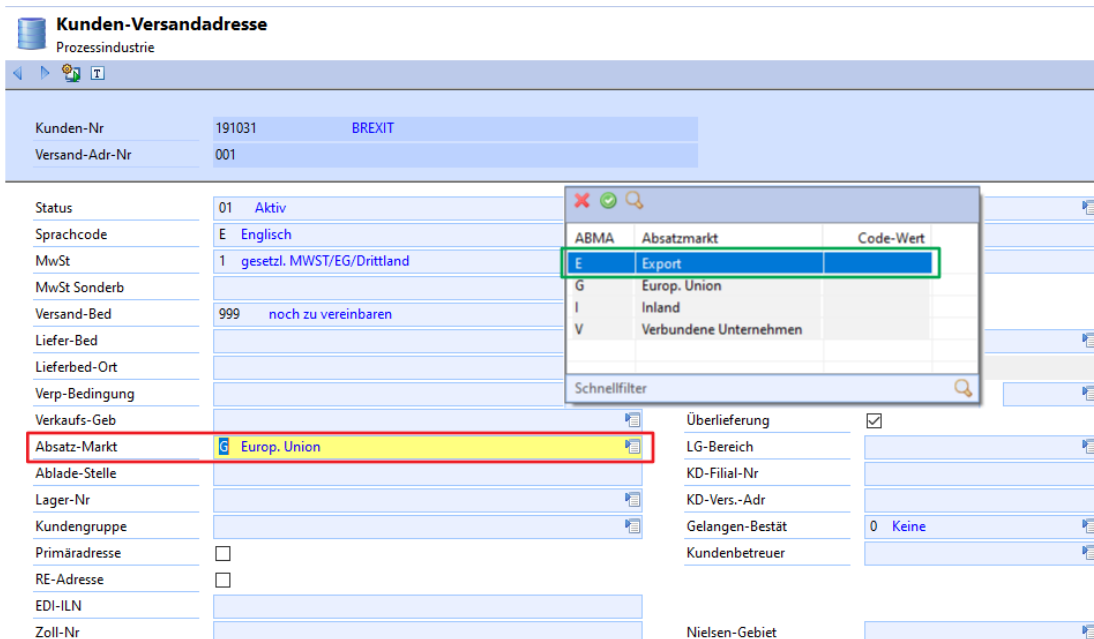 Kunden-Versandadresse
Prozessindustrie
T
Kunden-Nr 191031 BREXIT
Versand-Adr-Nr 001
Status 01 Aktiv
Sprachcode E Englisch
MwSt 1 gesetzl. MWST/EG/Drittland
MwSt Sonderb
Versand-Bed 999 noch zu vereinbaren
Liefer-Bed
Lieferbed-Ort
Verp-Bedingung
ABMA Absatzmarkt Code-Wert
E Export
G Europ. Union
I Inland
V Verbundene Unternehmen
Schnellfilter
Verkaufs-Geb Überlieferung
Absatz-Markt G Europ. Union LG-Bereich
Ablade-Stelle KD-Filial-Nr
Lager-Nr KD-Vers.-Adr
Kundengruppe Gelangen-Bestät 0 Keine
Primäradresse Kundenbetreuer
RE-Adresse
EDI-ILN
Zoll-Nr Nielsen-Gebiet